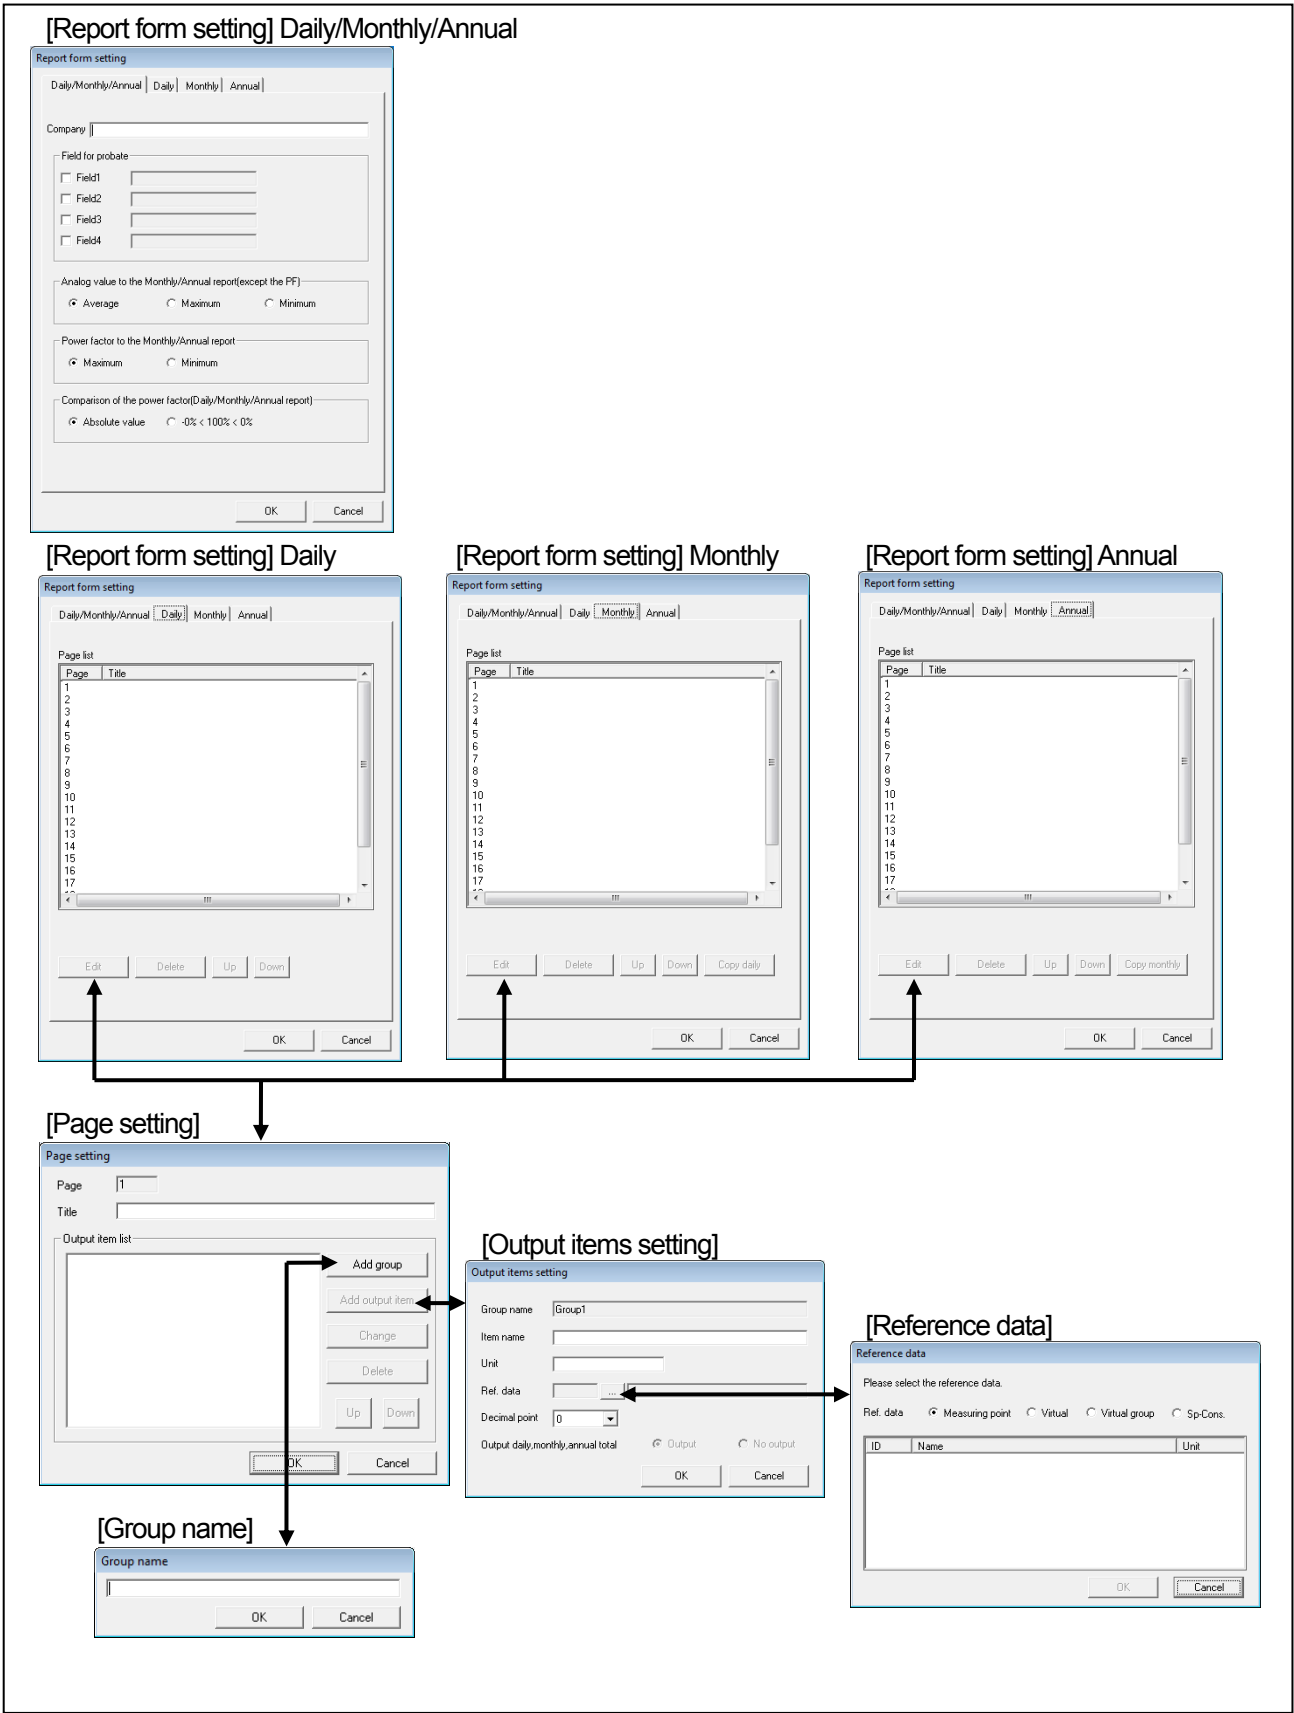 [Report form setting] Daily/Monthly/Annual
Report form setting
Daily/Monthly/Annual Daily Monthly Annual
Company
Field for probate
Field1
Field2
Field3
Field4
Analog value to the Monthly/Annual report(except the PF)
Average Maximum Minimum
Power factor to the Monthly/Annual report
Maximum Minimum
Comparison of the power factor(Daily/Monthly/Annual report)
Absolute value -0% < 100% < 0%
OK Cancel
[Report form setting] Daily
Report form setting
Daily/Monthly/Annual Daily Monthly Annual
Page list
Page Title
1
2
3
4
5
6
7
8
9
10
11
12
13
14
15
16
17
Edit Delete Up Down
OK Cancel
[Report form setting] Monthly
Report form setting
Daily/Monthly/Annual Daily Monthly Annual
Page list
Page Title
1
2
3
4
5
6
7
8
9
10
11
12
13
14
15
16
17
Edit Delete Up Down Copy daily
OK Cancel
[Report form setting] Annual
Report form setting
Daily/Monthly/Annual Daily Monthly Annual
Page list
Page Title
1
2
3
4
5
6
7
8
9
10
11
12
13
14
15
16
17
Edit Delete Up Down Copy monthly
OK Cancel
[Page setting]
Page setting
Page 1
Title
Output item list
Add group
Add output item
Change
Delete
Up Down
OK Cancel
[Output items setting]
Output items setting
Group name Group1
Item name
Unit
Ref. data ...
Decimal point 0
Output daily,monthly,annual total Output No output
OK Cancel
[Reference data]
Reference data
Please select the reference data.
Ref. data Measuring point Virtual Virtual group Sp-Cons.
ID Name Unit
OK Cancel
[Group name]
Group name
OK Cancel